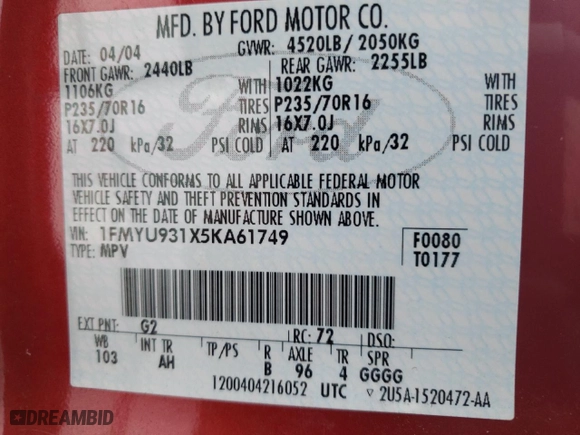 MFD. BY FORD MOTOR CO.
DATE: 04/04 GVWR: 4520LB/ 2050KG
FRONT GAWR: 2440LB REAR GAWR: 2255LB
1106KG WITH 1022KG WITH
P235/70R16 TIRES P235/70R16 TIRES
16X7.0J RIMS 16X7.0J RIMS
AT 220 kPa/32 PSI COLD AT 220 kPa/32 PSI COLD
Ford
THIS VEHICLE CONFORMS TO ALL APPLICABLE FEDERAL MOTOR
VEHICLE SAFETY AND THEFT PREVENTION STANDARDS IN
EFFECT ON THE DATE OF MANUFACTURE SHOWN ABOVE.
VIN: 1FMYU931X5KA61749 F0080
TYPE: MPV T0177
EXT PNT: G2 RC: 72 DSO:
WB INT TR TP/PS R AXLE TR SPR
103 AH B 96 4 GGGG
1200404216052 UTC 2U5A-1520472-AA
DREAMBID